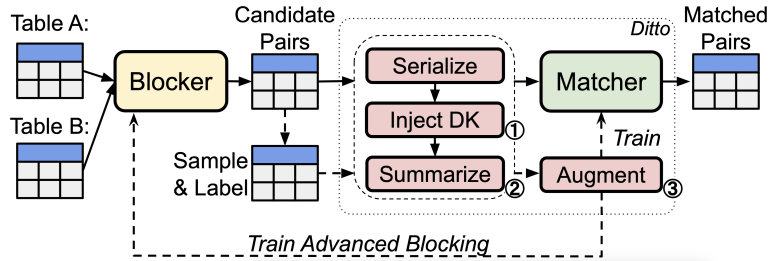 Table A:
Table B:
Blocker
Candidate
Pairs
Sample
& Label
Ditto
Serialize
Inject DK
①
Summarize
②
Matcher
Train
Augment
③
Matched
Pairs
Train Advanced Blocking